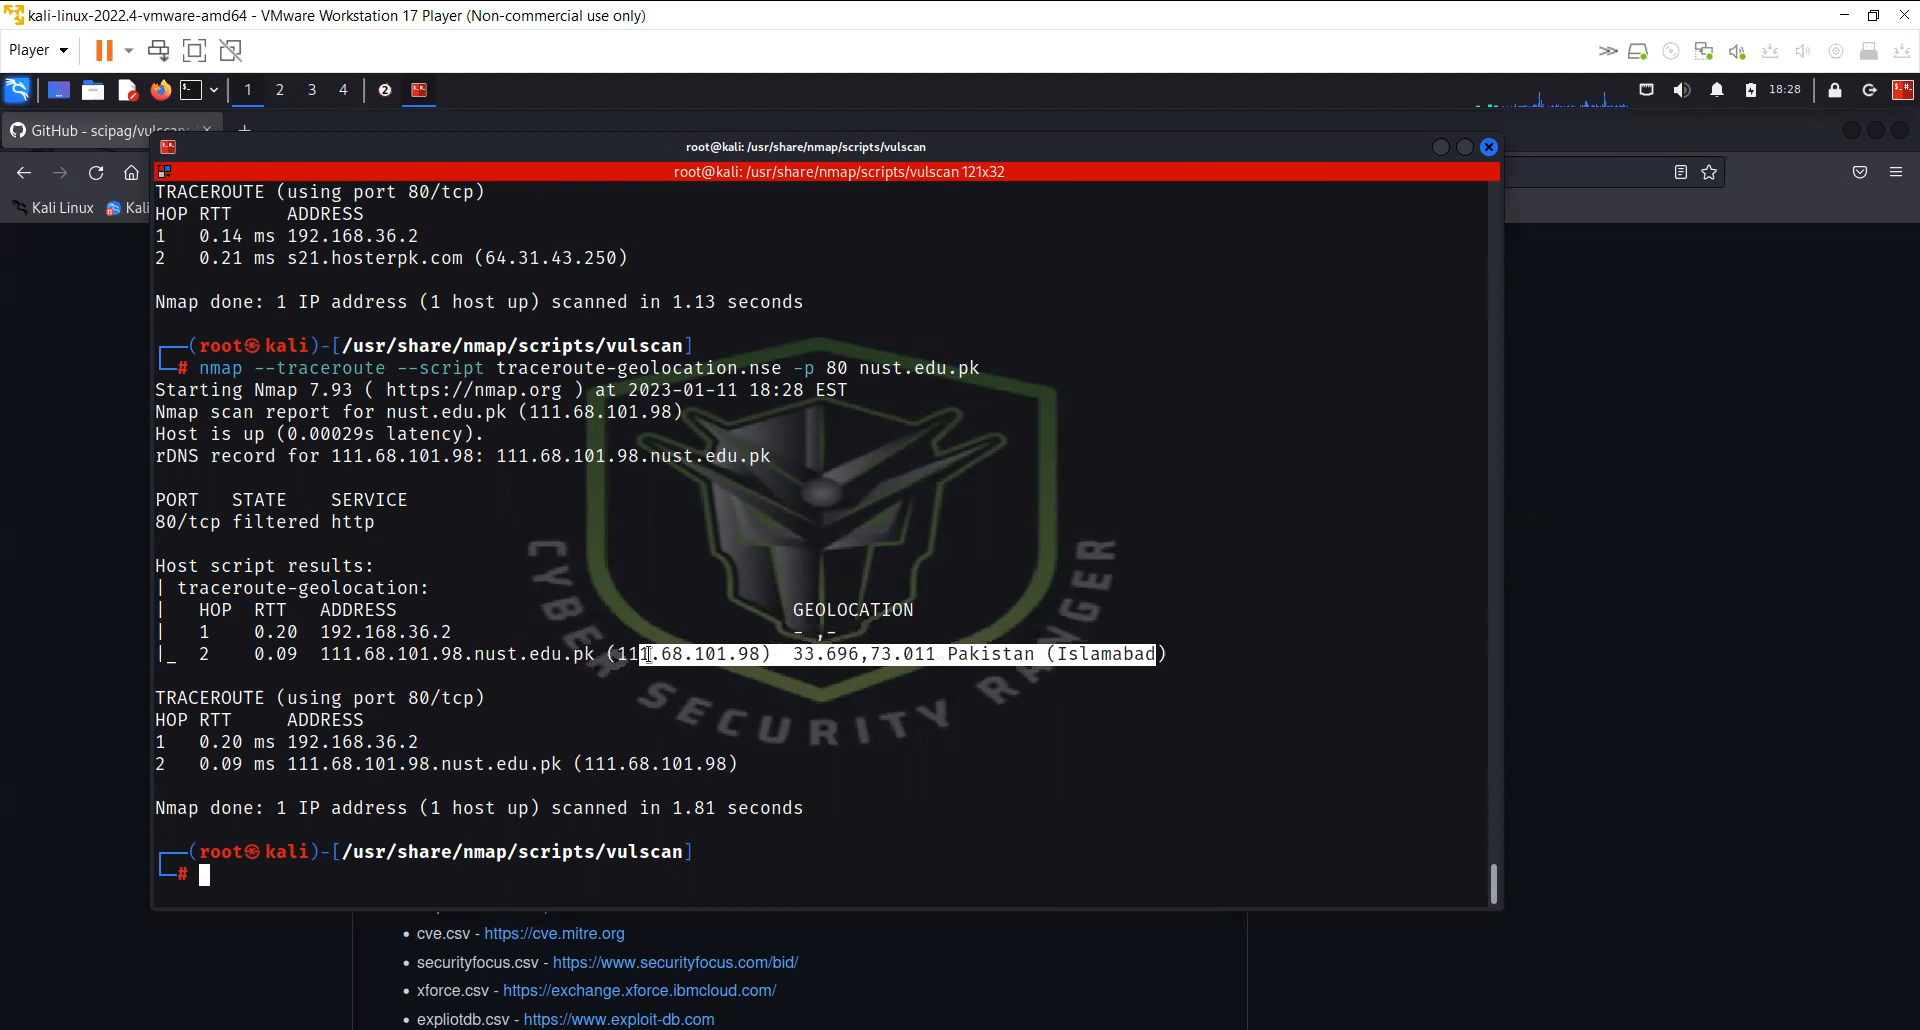 kali-linux-2022.4-vmware-amd64 - VMware Workstation 17 Player (Non-commercial use only)
Player
1 2 3 4 18:28
GitHub - scipag/vulscan:
root@kali: /usr/share/nmap/scripts/vulscan
root@kali: /usr/share/nmap/scripts/vulscan 121x32
Kali Linux Kali
TRACEROUTE (using port 80/tcp)
HOP RTT ADDRESS
1 0.14 ms 192.168.36.2
2 0.21 ms s21.hosterpk.com (64.31.43.250)
Nmap done: 1 IP address (1 host up) scanned in 1.13 seconds
(root㉿kali)-[/usr/share/nmap/scripts/vulscan]
# nmap --traceroute --script traceroute-geolocation.nse -p 80 nust.edu.pk
Starting Nmap 7.93 ( https://nmap.org ) at 2023-01-11 18:28 EST
Nmap scan report for nust.edu.pk (111.68.101.98)
Host is up (0.00029s latency).
rDNS record for 111.68.101.98: 111.68.101.98.nust.edu.pk
PORT STATE SERVICE
80/tcp filtered http
Host script results:
| traceroute-geolocation:
| HOP RTT ADDRESS GEOLOCATION
| 1 0.20 192.168.36.2 - ,-
|_ 2 0.09 111.68.101.98.nust.edu.pk (111.68.101.98) 33.696,73.011 Pakistan (Islamabad)
TRACEROUTE (using port 80/tcp)
HOP RTT ADDRESS
1 0.20 ms 192.168.36.2
2 0.09 ms 111.68.101.98.nust.edu.pk (111.68.101.98)
Nmap done: 1 IP address (1 host up) scanned in 1.81 seconds
(root㉿kali)-[/usr/share/nmap/scripts/vulscan]
#
CYBER SECURITY RANGER
• cve.csv - https://cve.mitre.org
• securityfocus.csv - https://www.securityfocus.com/bid/
• xforce.csv - https://exchange.xforce.ibmcloud.com/
• expliotdb.csv - https://www.exploit-db.com